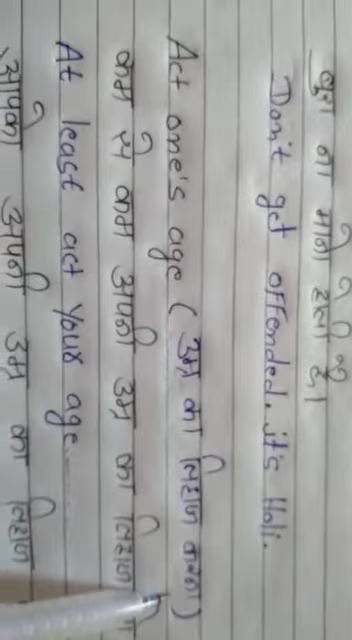 बुरा ना मानो होली है।
Don't get offended, it's Holi.
Act one's age ( उम्र का लिहाज करना)
कम से कम अपनी उम्र का लिहाज
At least act your age.....
आपको अपनी उम्र का लिहाज